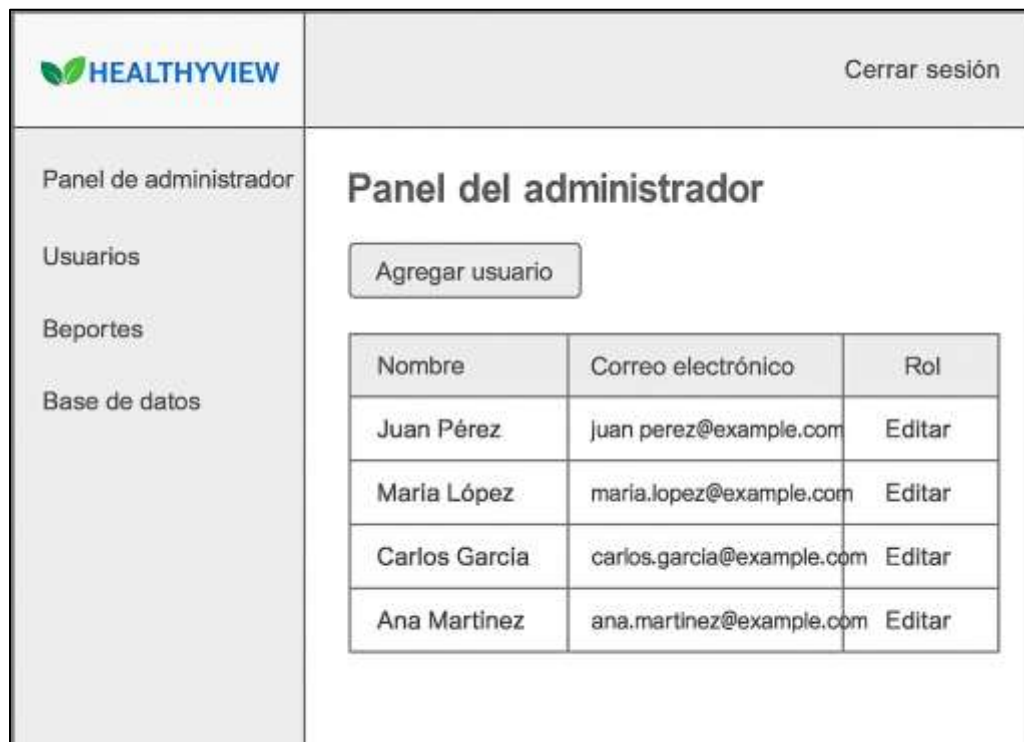 HEALTHYVIEW
Cerrar sesión
Panel de administrador
Usuarios
Beportes
Base de datos
Panel del administrador
Agregar usuario
Nombre Correo electrónico Rol
Juan Pérez juan perez@example.com Editar
Maria López maria.lopez@example.com Editar
Carlos Garcia carlos.garcia@example.com Editar
Ana Martinez ana.martinez@example.com Editar